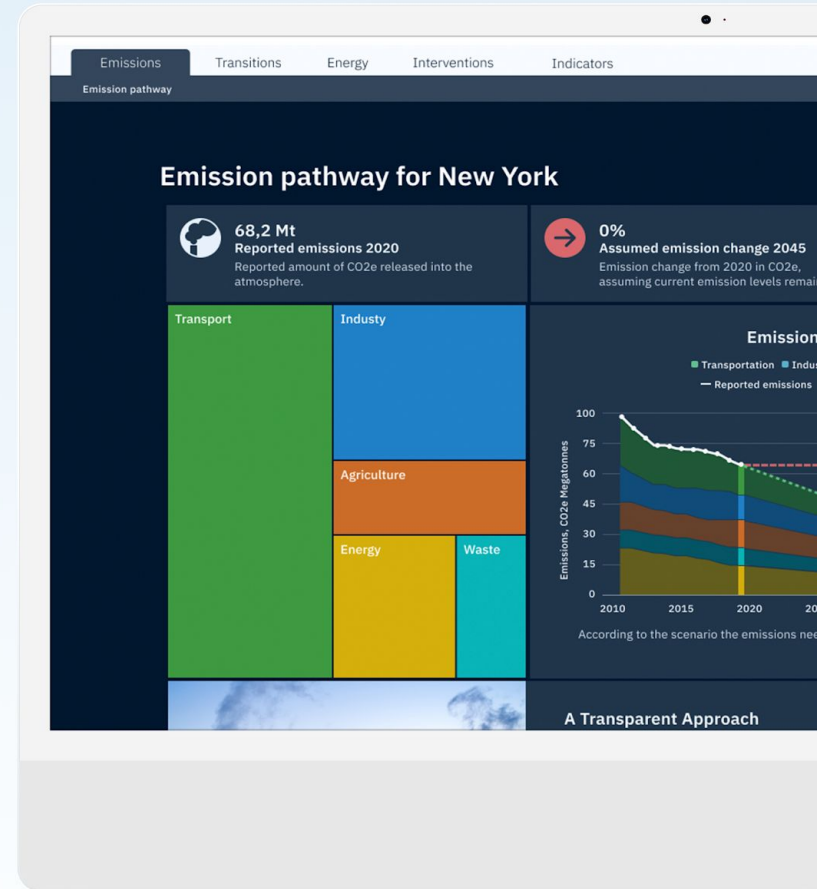 Emissions Transitions Energy Interventions Indicators
Emission pathway
Emission pathway for New York
68,2 Mt
Reported emissions 2020
Reported amount of CO2e released into the
atmosphere.
0%
Assumed emission change 2045
Emission change from 2020 in CO2e,
assuming current emission levels
Transport
Industy
Agriculture
Energy
Waste
Emission
Transportation
Reported emissions
Emissions, CO2e Megatonnes
100
75
60
45
30
15
0
2010 2015 2020
According to the scenario the emissions
A Transparent Approach